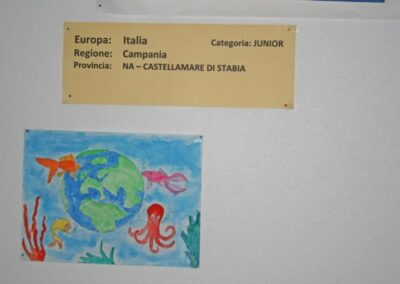 Europa: Italia Categoria: JUNIOR
Regione: Campania
Provincia: NA – CASTELLAMARE DI STABIA